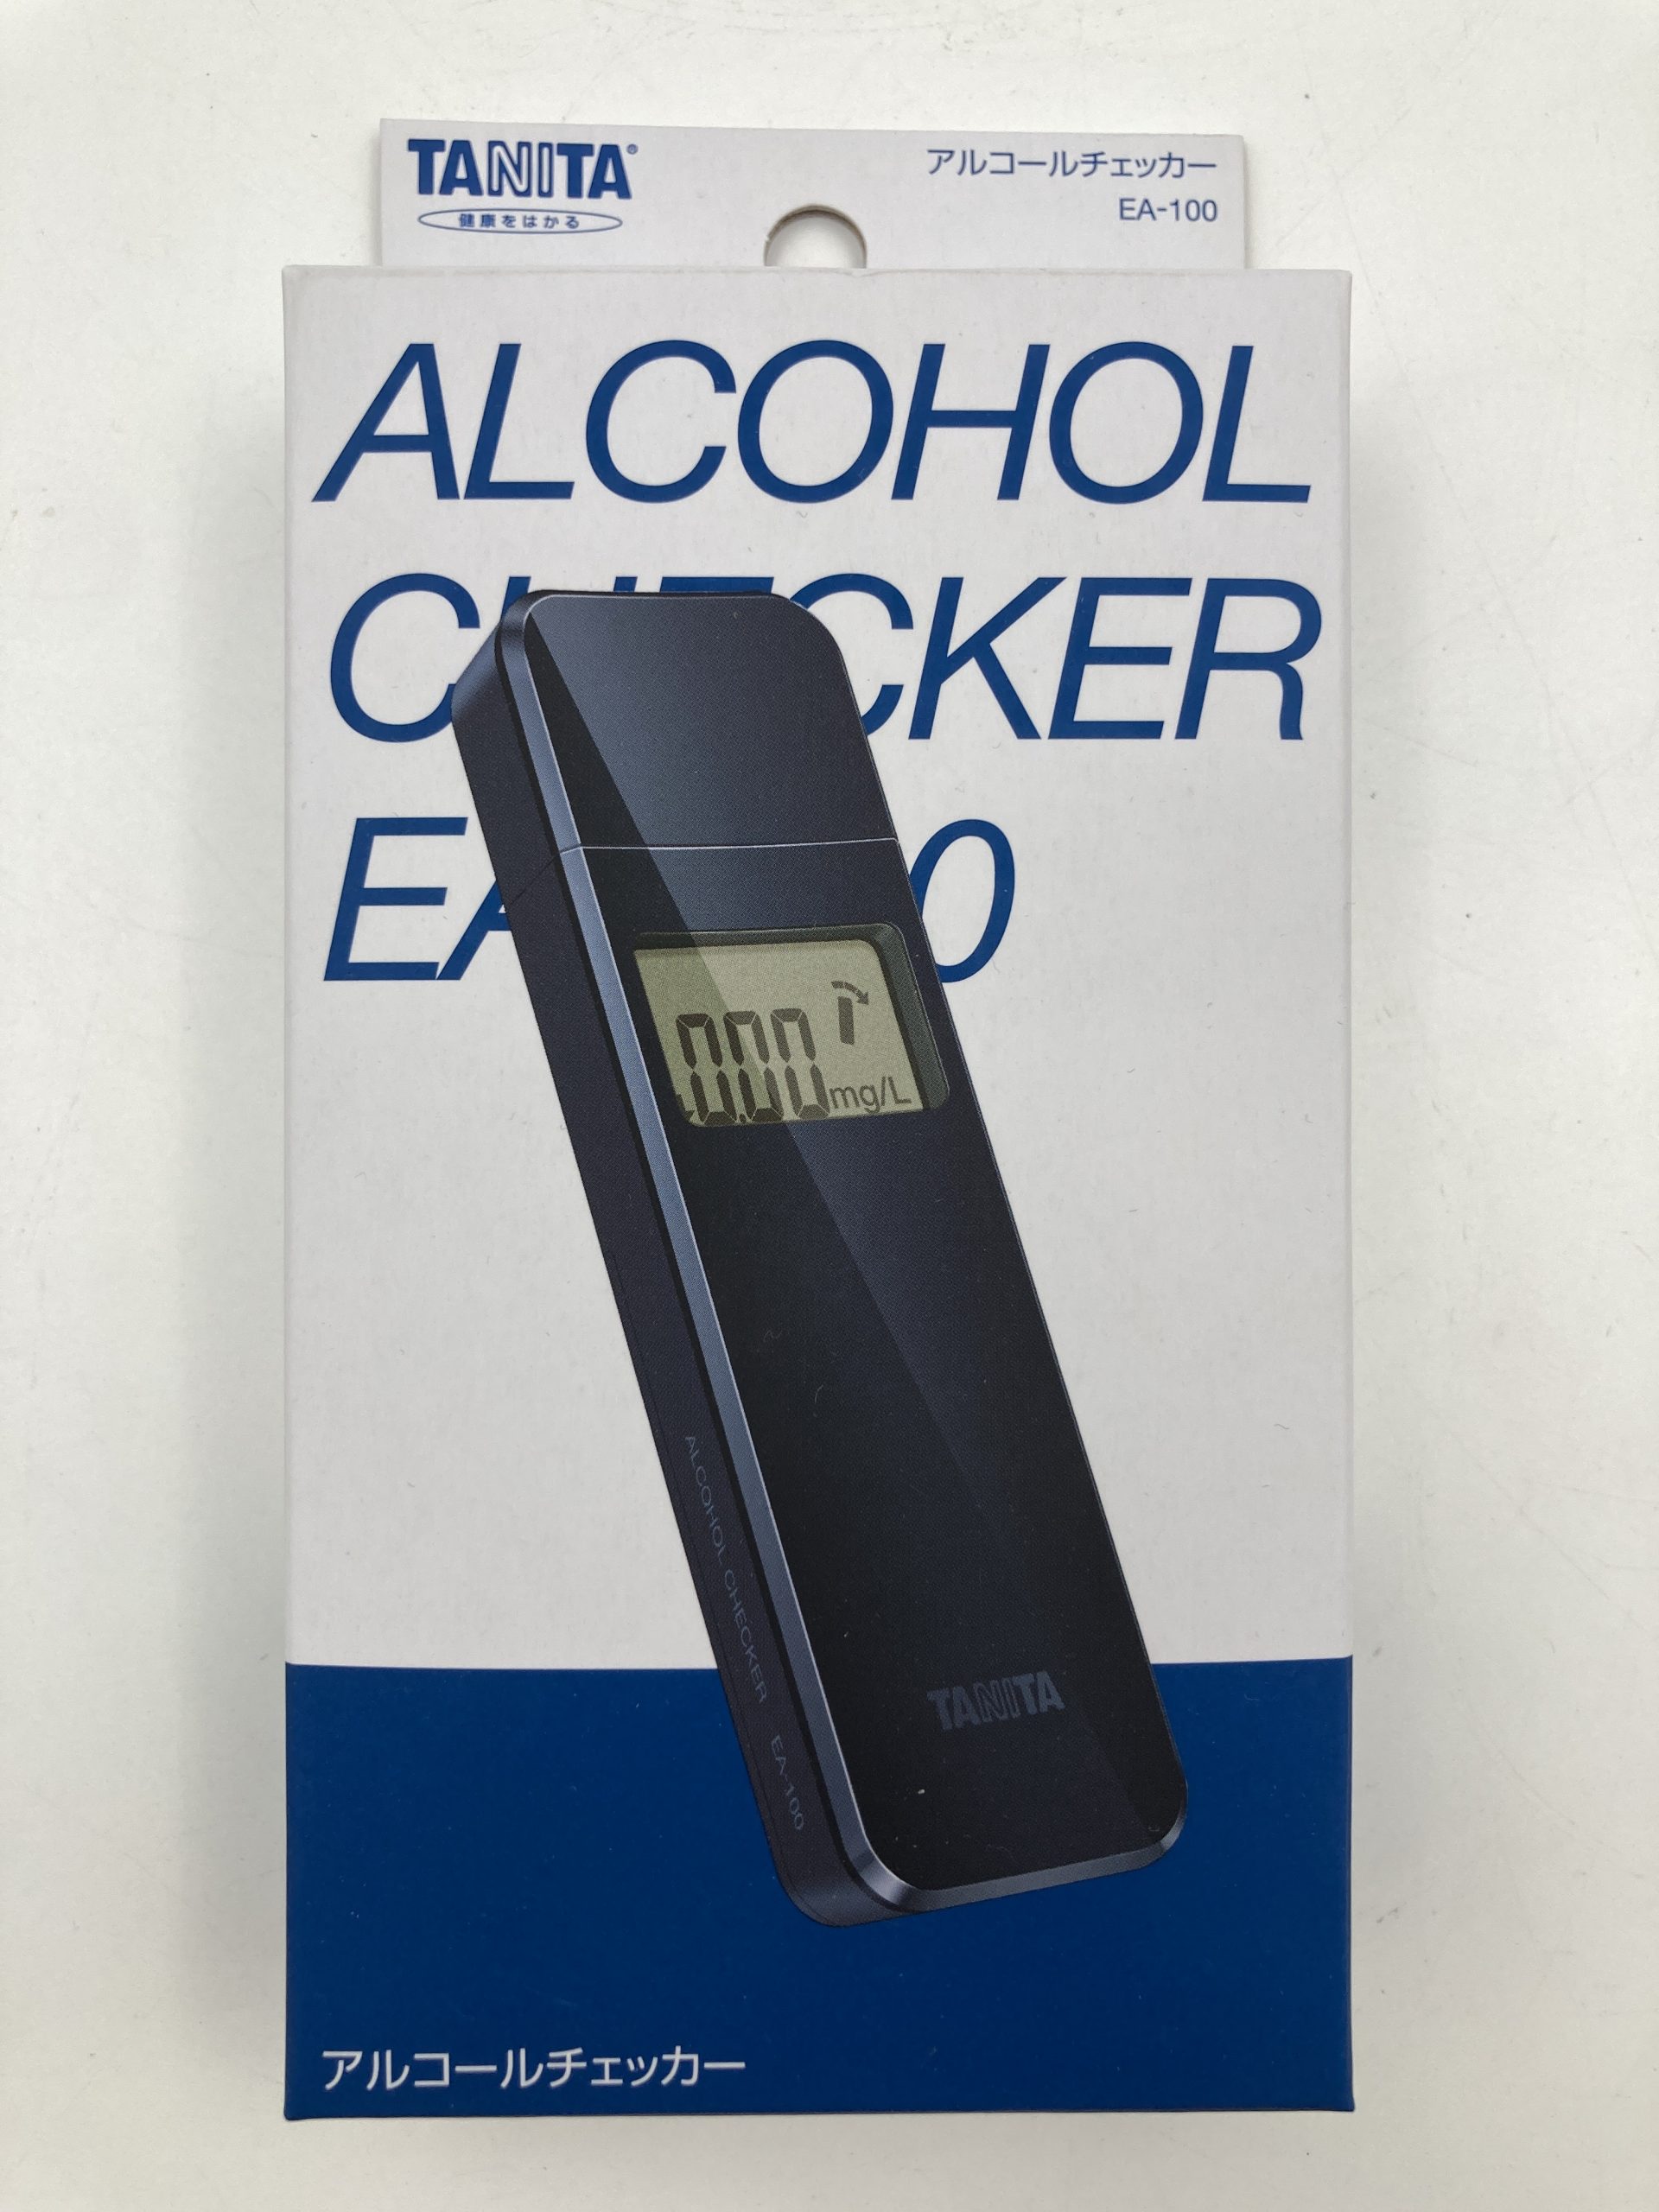 TANITA®
健康をはかる
アルコールチェッカー
EA-100
ALCOHOL
CHECKER
EA-100
0.00 mg/L
TANITA
ALCOHOL CHECKER EA-100
アルコールチェッカー